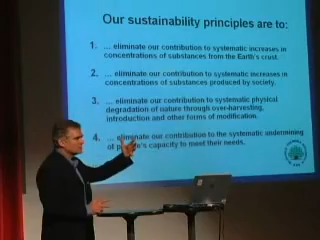 Our sustainability principles are to:
1. ... eliminate our contribution to systematic increases in
concentrations of substances from the Earth's crust.
2. ... eliminate our contribution to systematic increases in
concentrations of substances produced by society.
3. ... eliminate our contribution to systematic physical
degradation of nature through over-harvesting,
introduction and other forms of modification.
4. ... eliminate our contribution to the systematic undermining
of capacity to meet their needs.